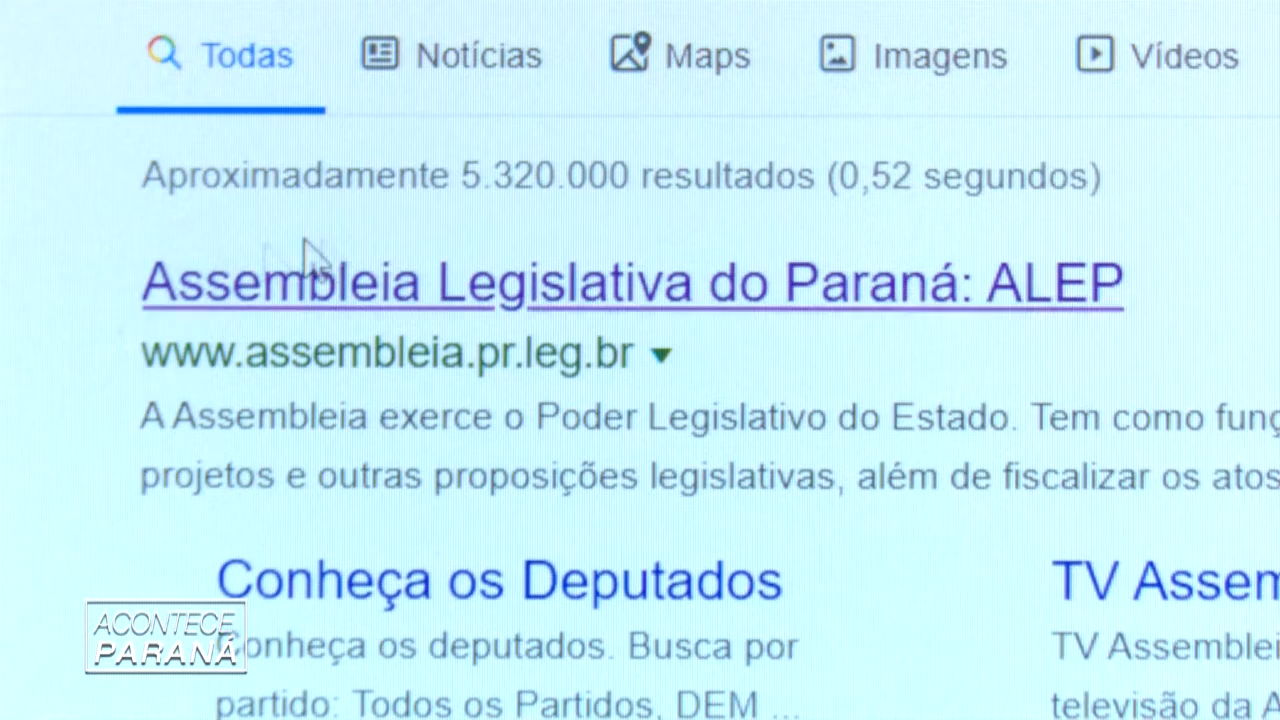 Todas Notícias Maps Imagens Vídeos
Aproximadamente 5.320.000 resultados (0,52 segundos)
Assembleia Legislativa do Paraná: ALEP
www.assembleia.pr.leg.br
A Assembleia exerce o Poder Legislativo do Estado. Tem como funç
projetos e outras proposições legislativas, além de fiscalizar os atos
Conheça os Deputados TV Assem
Conheça os deputados. Busca por TV Assemblei
partido: Todos os Partidos, DEM ... televisão da A
ACONTECE
PARANÁ